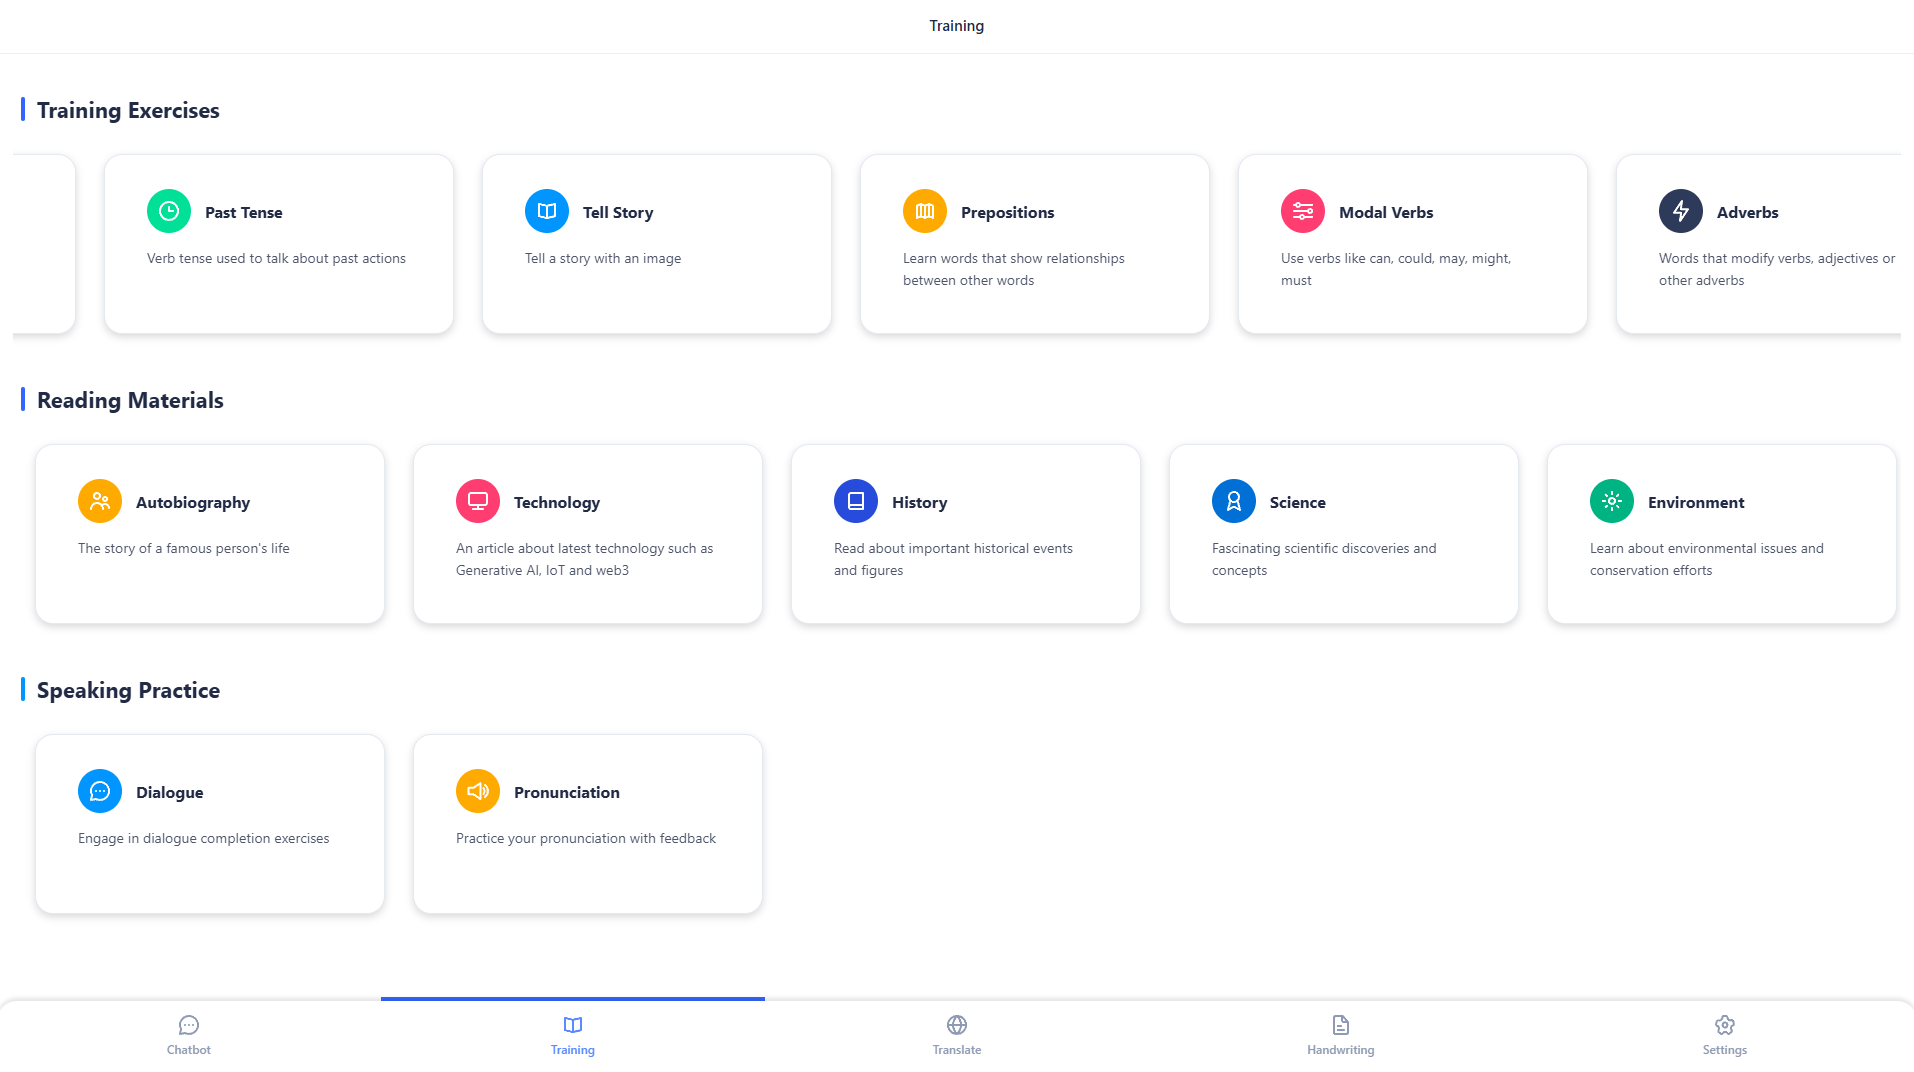 Training
Training Exercises
Past Tense
Verb tense used to talk about past actions
Tell Story
Tell a story with an image
Prepositions
Learn words that show relationships
between other words
Modal Verbs
Use verbs like can, could, may, might,
must
Adverbs
Words that modify verbs, adjectives or
other adverbs
Reading Materials
Autobiography
The story of a famous person's life
Technology
An article about latest technology such as
Generative AI, IoT and web3
History
Read about important historical events
and figures
Science
Fascinating scientific discoveries and
concepts
Environment
Learn about environmental issues and
conservation efforts
Speaking Practice
Dialogue
Engage in dialogue completion exercises
Pronunciation
Practice your pronunciation with feedback
Chatbot
Training
Translate
Handwriting
Settings